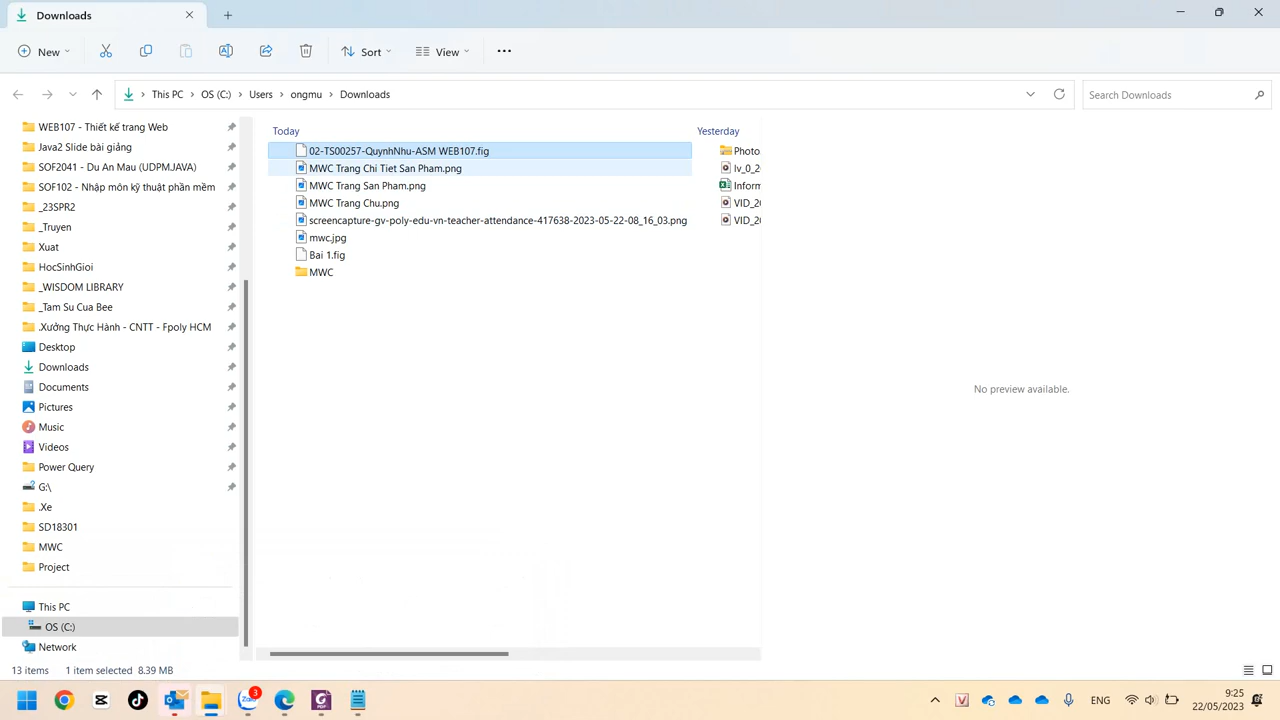 Downloads
New
Sort
View
This PC
OS (C:)
Users
ongmu
Downloads
Search Downloads
WEB107 - Thiết kế trang Web
Java2 Slide bài giảng
SOF2041 - Du An Mau (UDPM.JAVA)
SOF102 - Nhập môn kỹ thuật phần mềm
_23SPR2
_Truyen
Xuat
HocSinhGioi
_WISDOM LIBRARY
_Tam Su Cua Bee
.Xưởng Thực Hành - CNTT - Fpoly HCM
Desktop
Downloads
Documents
Pictures
Music
Videos
Power Query
G:\
.Xe
SD18301
MWC
Project
This PC
OS (C:)
Network
Today
02-TS00257-QuynhNhu-ASM WEB107.fig
MWC Trang Chi Tiet San Pham.png
MWC Trang San Pham.png
MWC Trang Chu.png
screencapture-gv-poly-edu-vn-teacher-attendance-417638-2023-05-22-08_16_03.png
mwc.jpg
Bai 1.fig
MWC
Yesterday
Photo
lv_0_2
Inform
VID_20
VID_20
No preview available.
13 items
1 item selected 8.39 MB
Zalo
3
PDF
V
ENG
9:25
22/05/2023